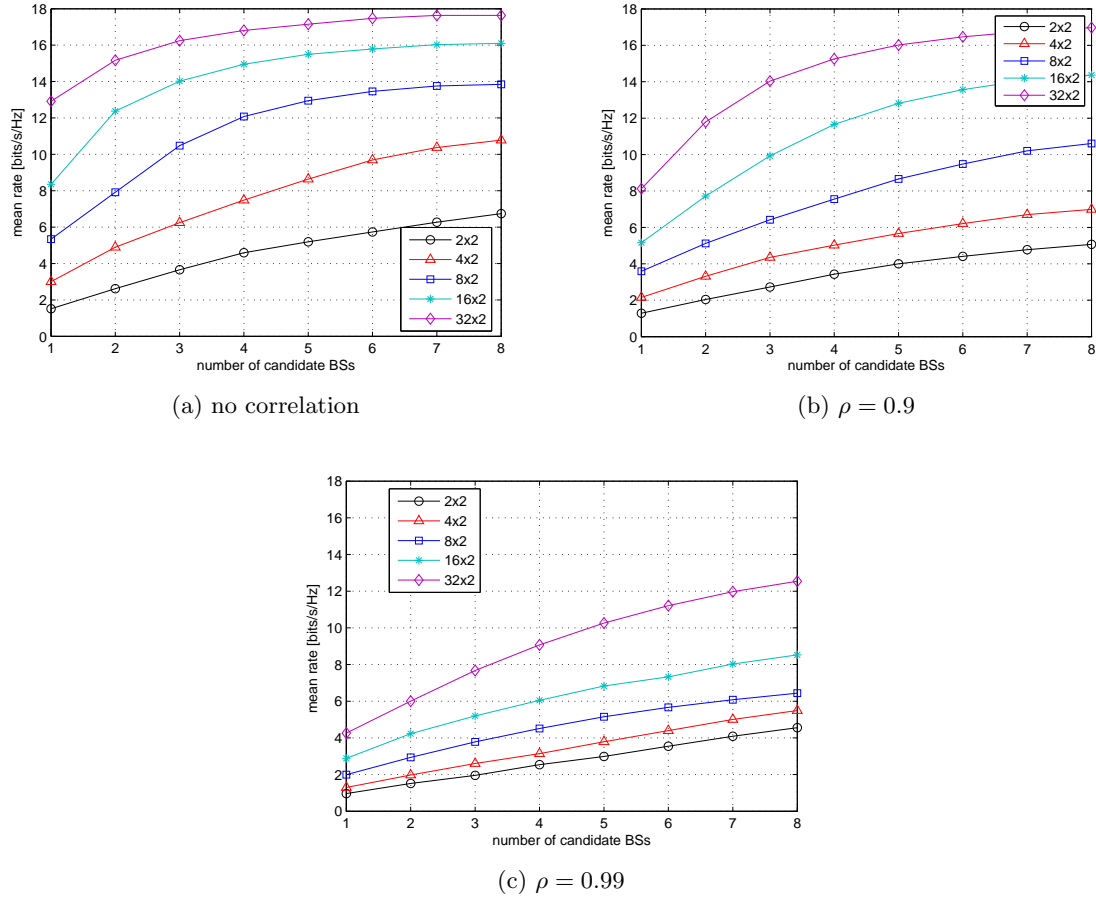 18
16
14
12
10
8
6
4
2
0
mean rate [bits/s/Hz]
2x2
4x2
8x2
16x2
32x2
1 2 3 4 5 6 7 8
number of candidate BSs
(a) no correlation
18
16
14
12
10
8
6
4
2
0
mean rate [bits/s/Hz]
2x2
4x2
8x2
16x2
32x2
1 2 3 4 5 6 7 8
number of candidate BSs
(b) ρ = 0.9
18
16
14
12
10
8
6
4
2
0
mean rate [bits/s/Hz]
2x2
4x2
8x2
16x2
32x2
1 2 3 4 5 6 7 8
number of candidate BSs
(c) ρ = 0.99